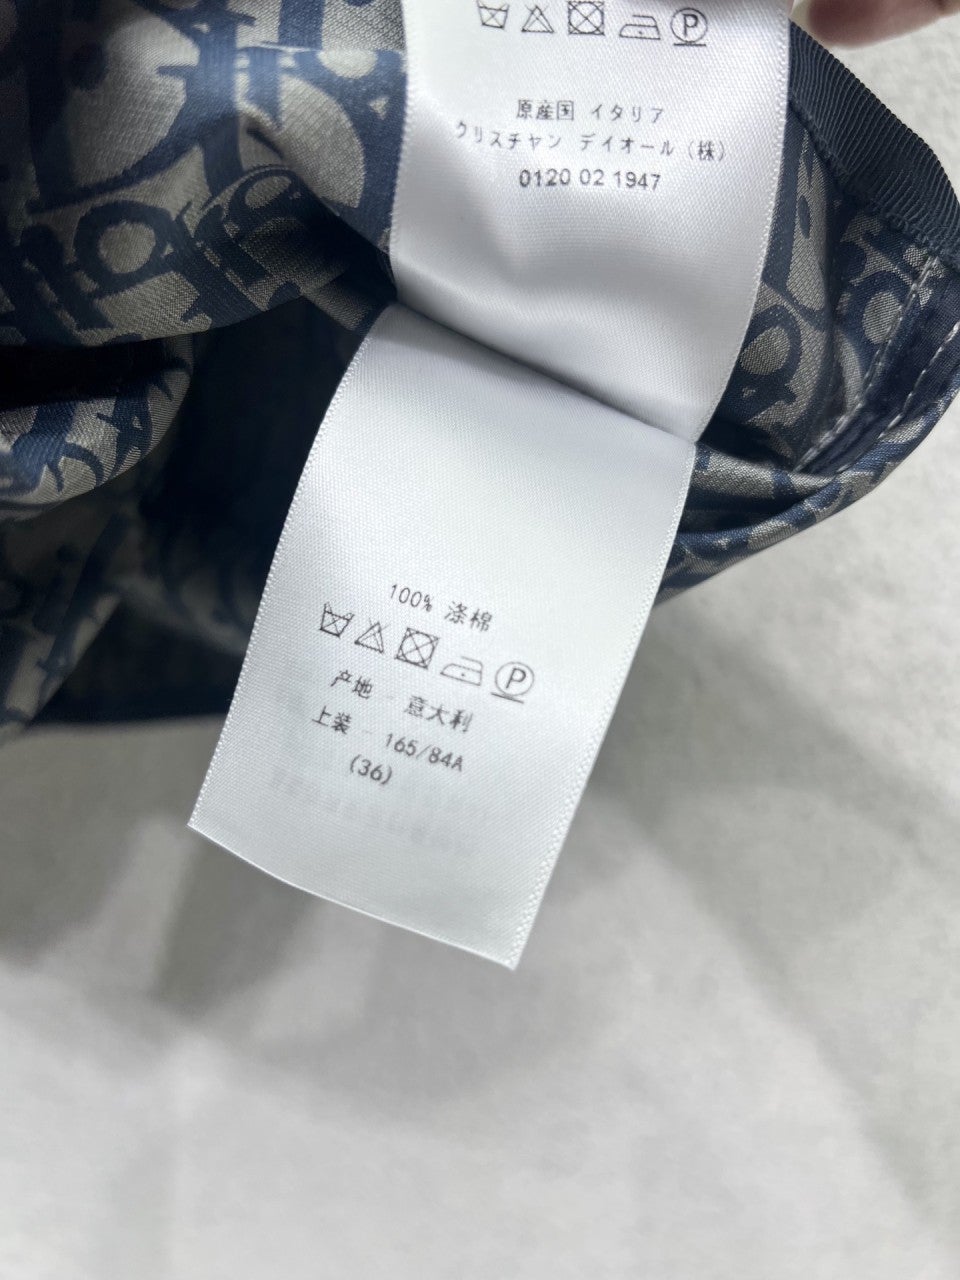 原産国 イタリア
クリスチャン デイオール (株)
0120 02 1947
100% 涤棉
P
产地 - 意大利
上装 - 165/84A
(36)